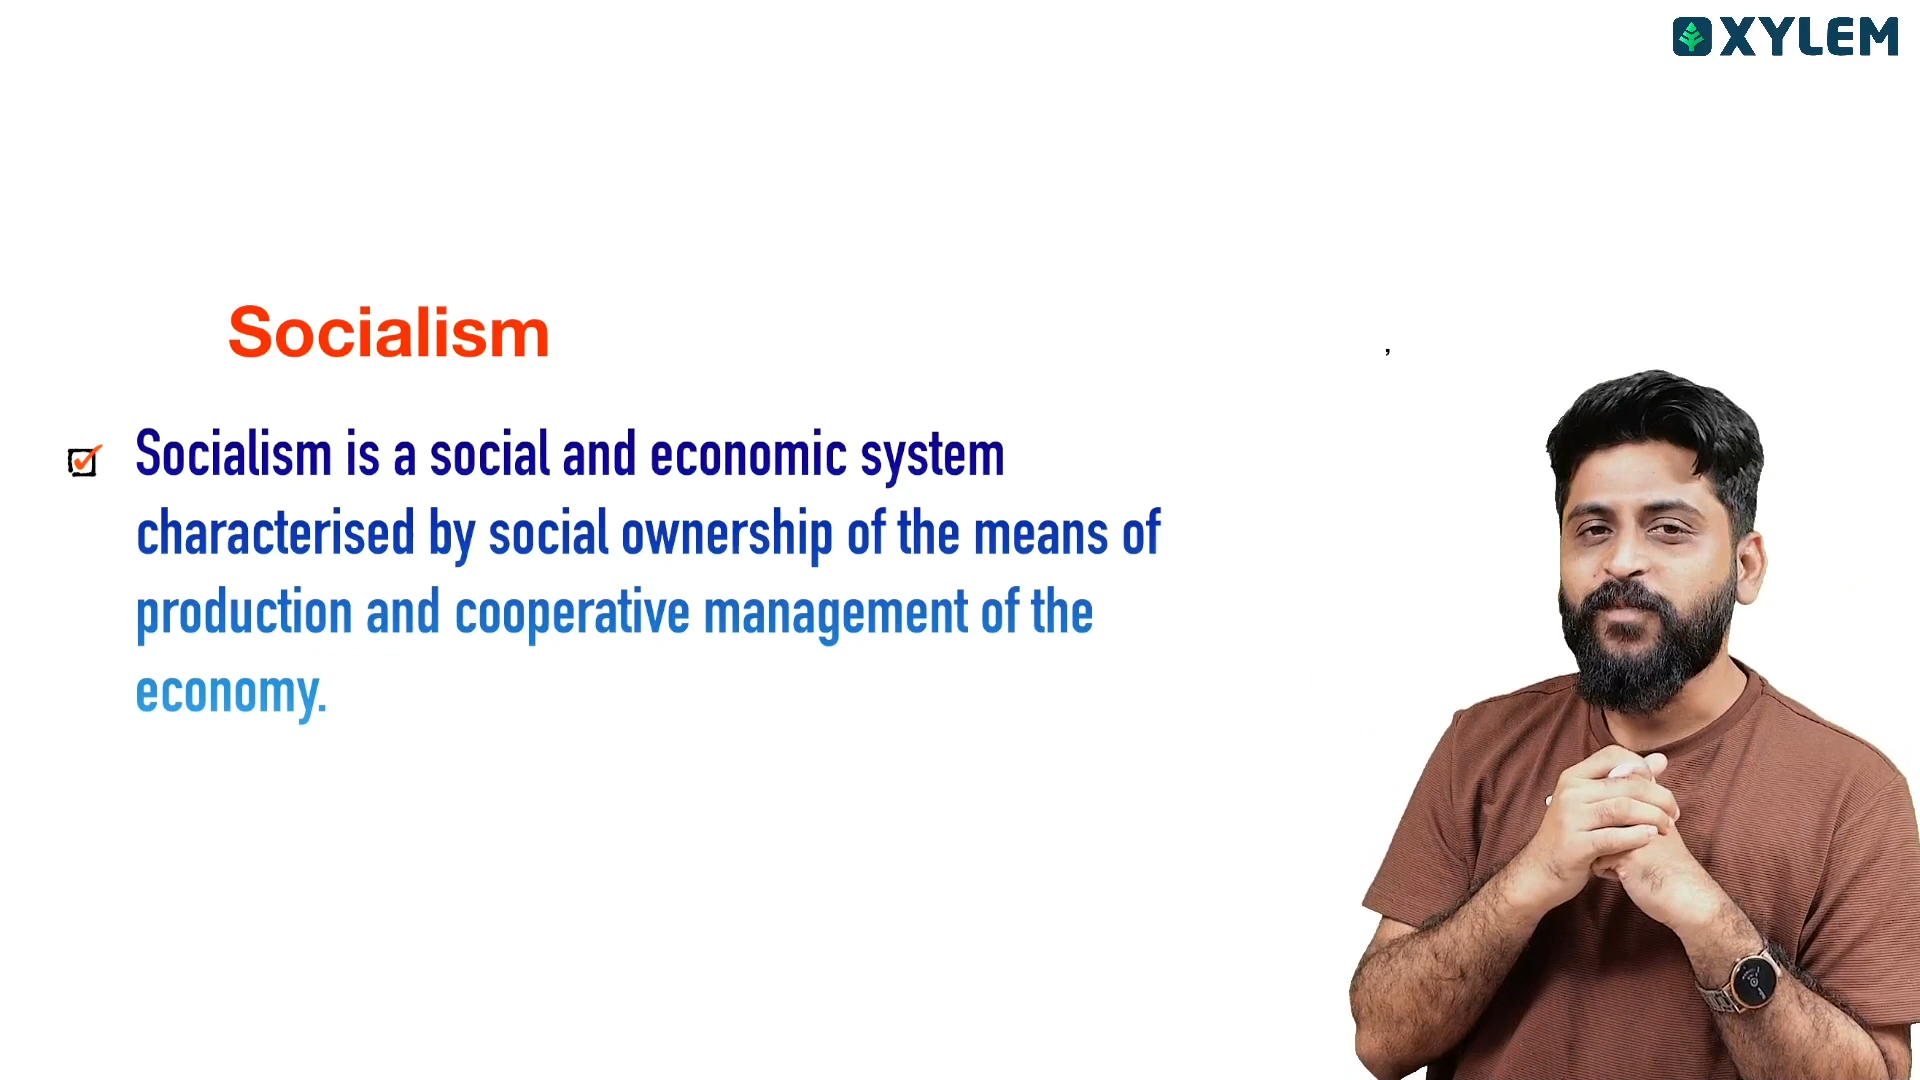 XYLEM
Socialism
Socialism is a social and economic system
characterised by social ownership of the means of
production and cooperative management of the
economy.